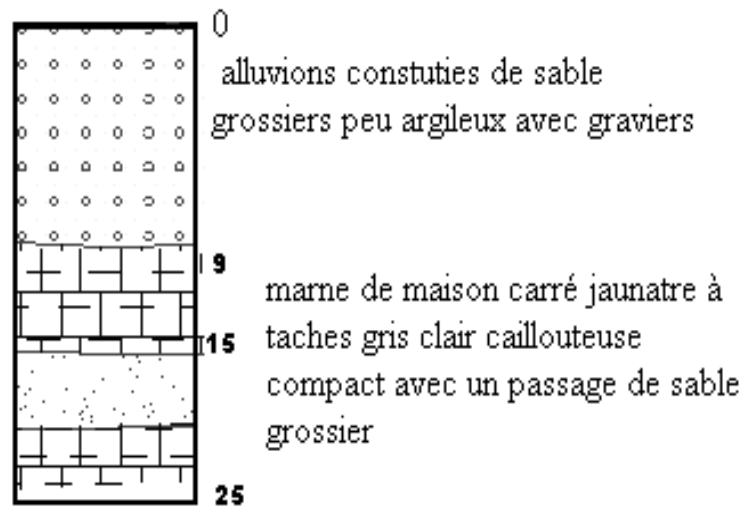 0
alluvions constuties de sable
grossiers peu argileux avec graviers
9
marne de maison carré jaunatre à
15
taches gris clair caillouteuse
compact avec un passage de sable
grossier
25